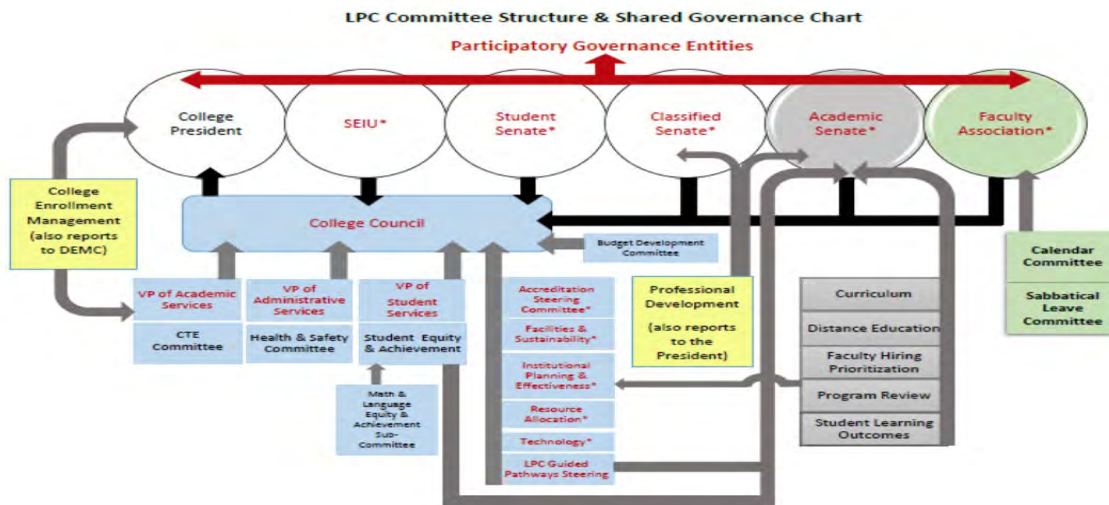 LPC Committee Structure & Shared Governance Chart
Participatory Governance Entities
College
President
SEIU*
Student
Senate*
Classified
Senate*
Academic
Senate*
Faculty
Association*
College
Enrollment
Management
(also reports
to DEMC)
College Council
Budget Development
Committee
VP of Academic
Services
CTE
Committee
VP of
Administrative
Services
Health & Safety
Committee
VP of
Student
Services
Student Equity
& Achievement
Math &
Language
Equity &
Achievement
Sub-
Committee
Accreditation
Steering
Committee*
Facilities &
Sustainability*
Institutional
Planning &
Effectiveness*
Resource
Allocation*
Technology*
LPC Guided
Pathways Steering
Professional
Development
(also reports
to the
President)
Curriculum
Distance Education
Faculty Hiring
Prioritization
Program Review
Student Learning
Outcomes
Calendar
Committee
Sabbatical
Leave
Committee